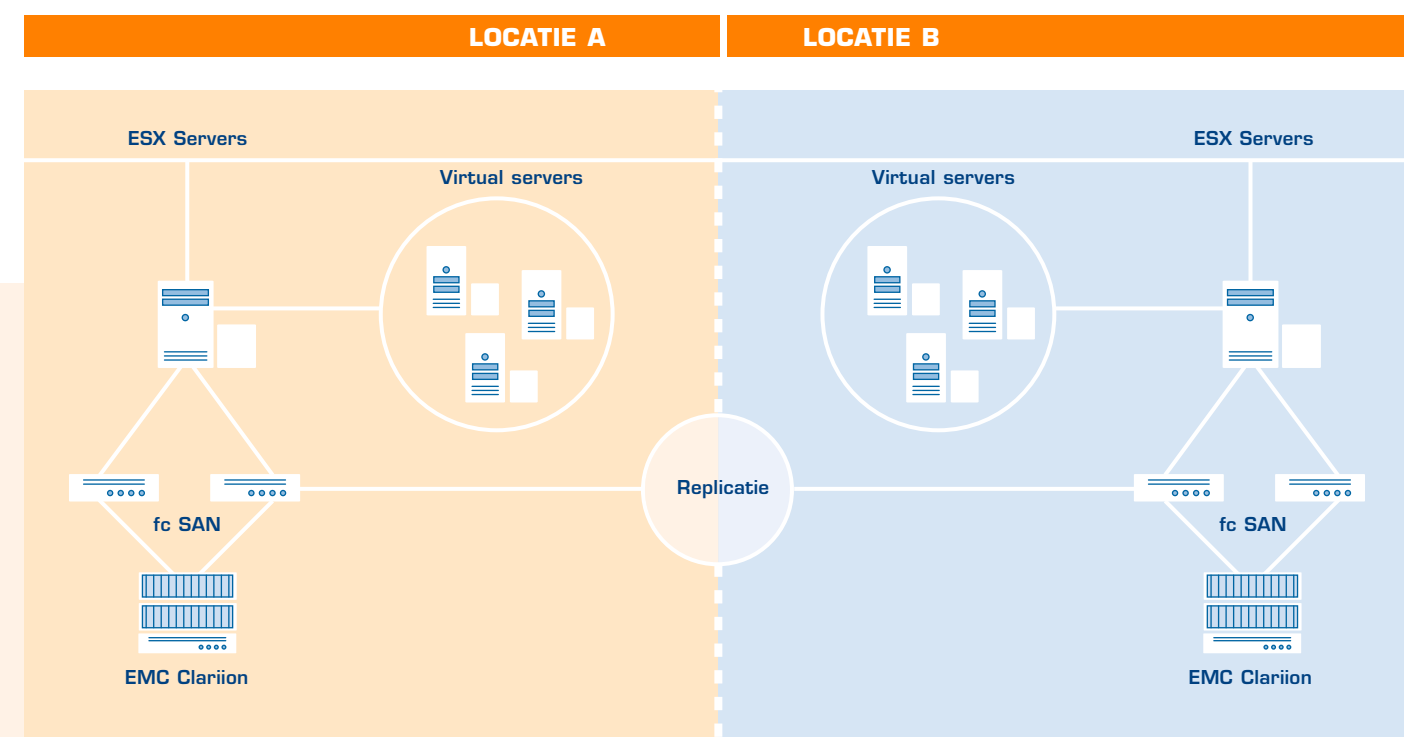 LOCATIE A
LOCATIE B
ESX Servers
ESX Servers
Virtual servers
Virtual servers
Replicatie
fc SAN
fc SAN
EMC Clariion
EMC Clariion